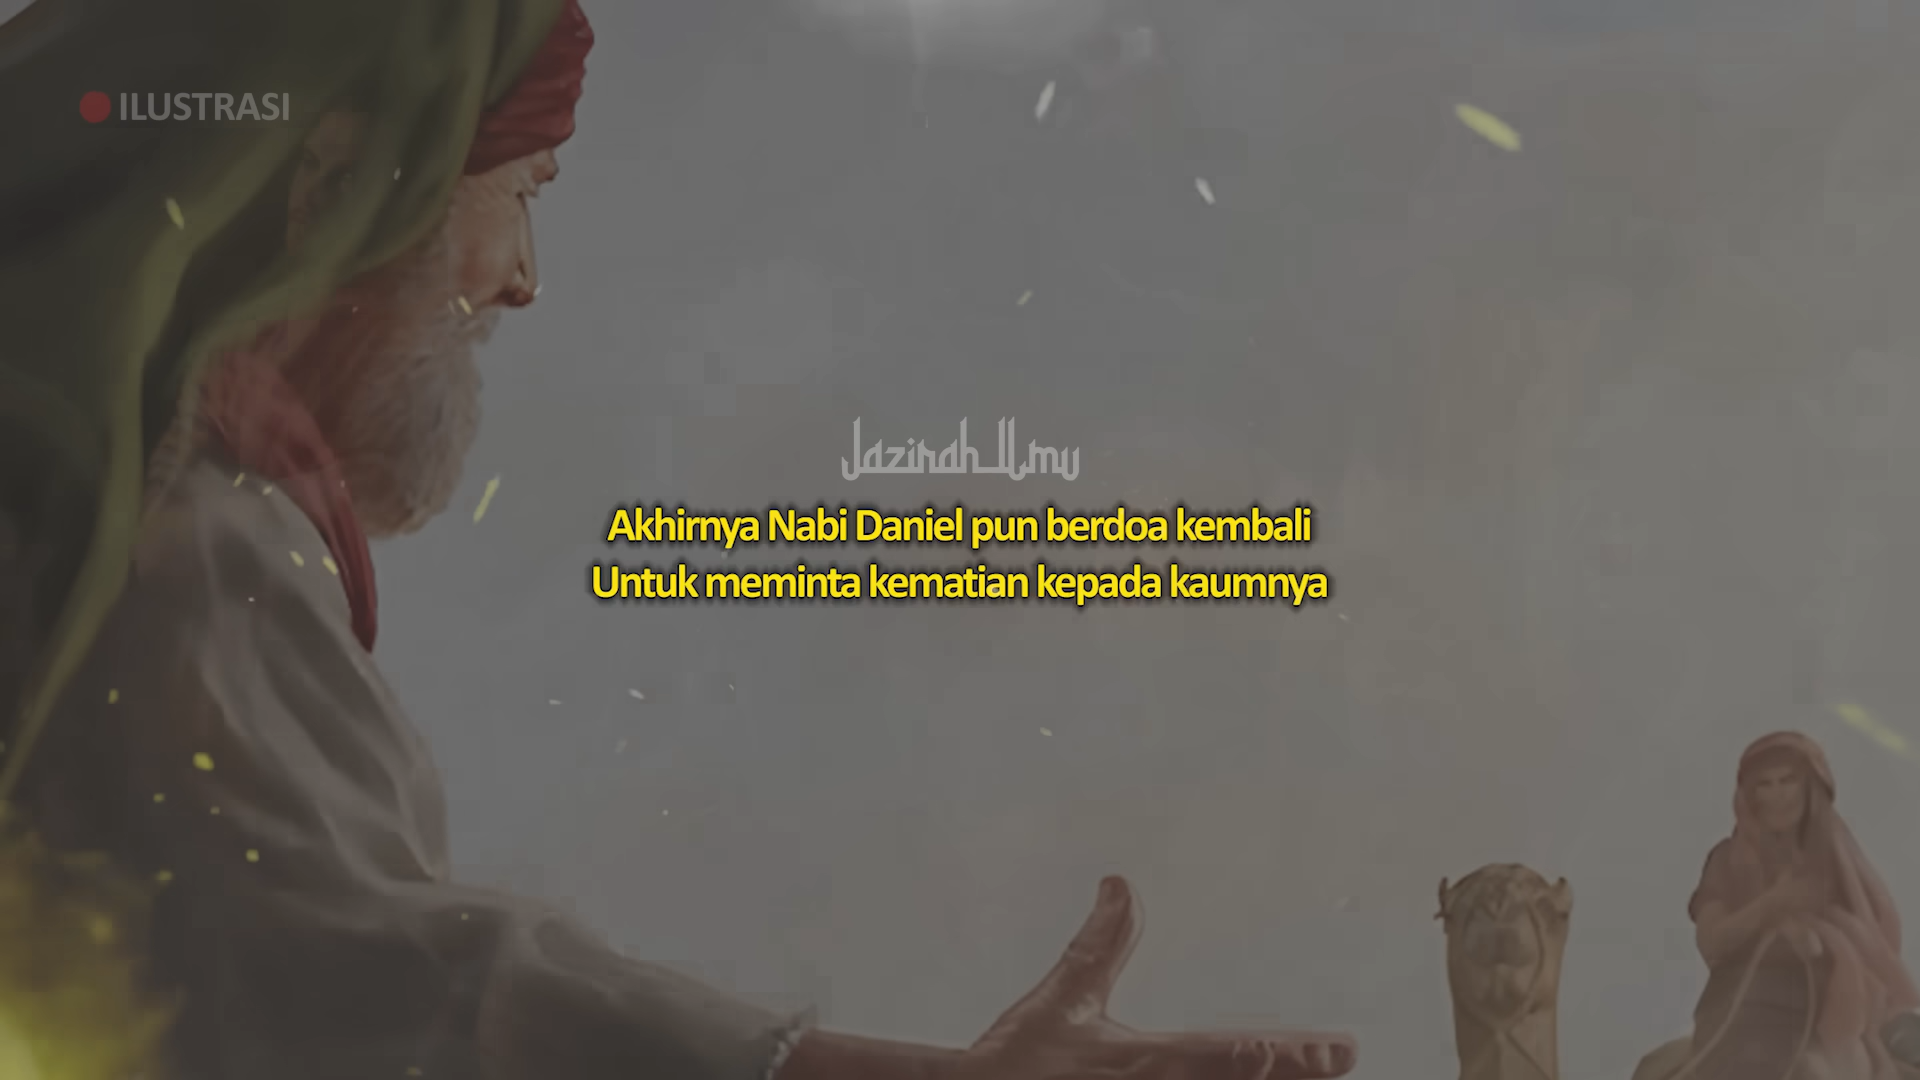 ILUSTRASI
Jazirah Ilmu
Akhirnya Nabi Daniel pun berdoa kembali
Untuk meminta kematian kepada kaumnya